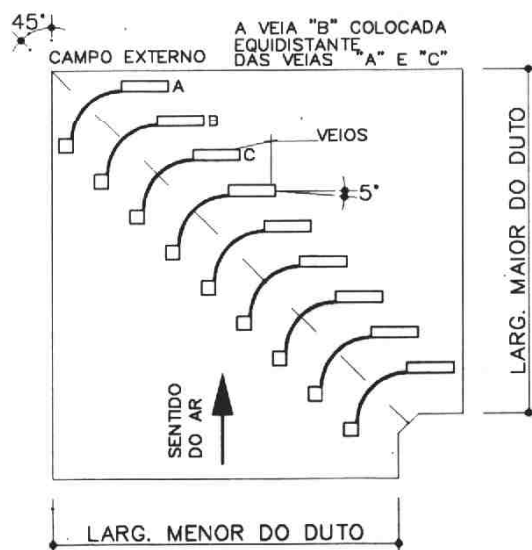 45°
A VEIA "B" COLOCADA
EQUIDISTANTE
DAS VEIAS "A" E "C"
CAMPO EXTERNO
A
B
C
VEIOS
5°
LARG. MAIOR DO DUTO
SENTIDO
DO AR
LARG. MENOR DO DUTO